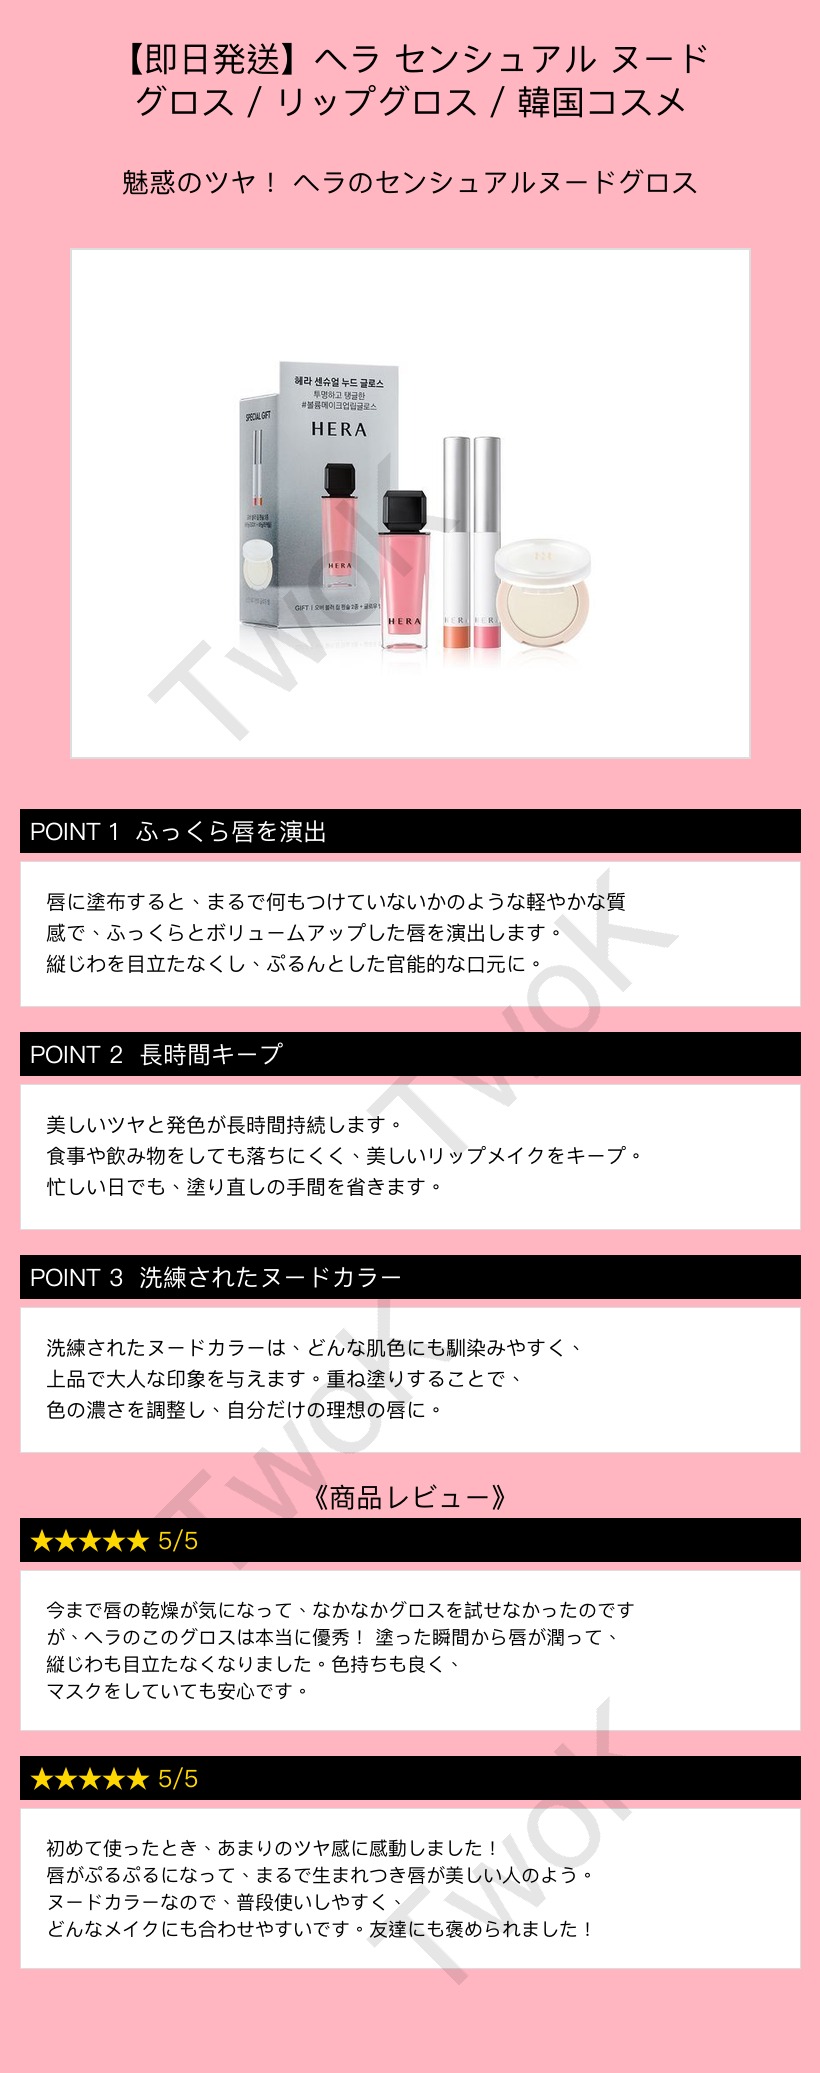 【即日発送】ヘラ センシュアル ヌード
グロス / リップグロス / 韓国コスメ
魅惑のツヤ！ ヘラのセンシュアルヌードグロス
헤라 센슈얼 누드 글로스
투명하고 탱글한
#볼륨메이크업립글로스
HERA
SPECIAL GIFT
HERA
HERA
HER
HER
TwoK
POINT 1 ふっくら唇を演出
唇に塗布すると、まるで何もつけていないかのような軽やかな質
感で、ふっくらとボリュームアップした唇を演出します。
縦じわを目立たなくし、ぷるんとした官能的な口元に。
TwoK
POINT 2 長時間キープ
美しいツヤと発色が長時間持続します。
食事や飲み物をしても落ちにくく、美しいリップメイクをキープ。
忙しい日でも、塗り直しの手間を省きます。
POINT 3 洗練されたヌードカラー
洗練されたヌードカラーは、どんな肌色にも馴染みやすく、
上品で大人な印象を与えます。重ね塗りすることで、
色の濃さを調整し、自分だけの理想の唇に。
TwoK
《商品レビュー》
★★★★★ 5/5
今まで唇の乾燥が気になって、なかなかグロスを試せなかったのです
が、ヘラのこのグロスは本当に優秀！ 塗った瞬間から唇が潤って、
縦じわも目立たなくなりました。色持ちも良く、
マスクをしていても安心です。
★★★★★ 5/5
初めて使ったとき、あまりのツヤ感に感動しました！
唇がぷるぷるになって、まるで生まれつき唇が美しい人のよう。
ヌードカラーなので、普段使いしやすく、
どんなメイクにも合わせやすいです。友達にも褒められました！
TwoK